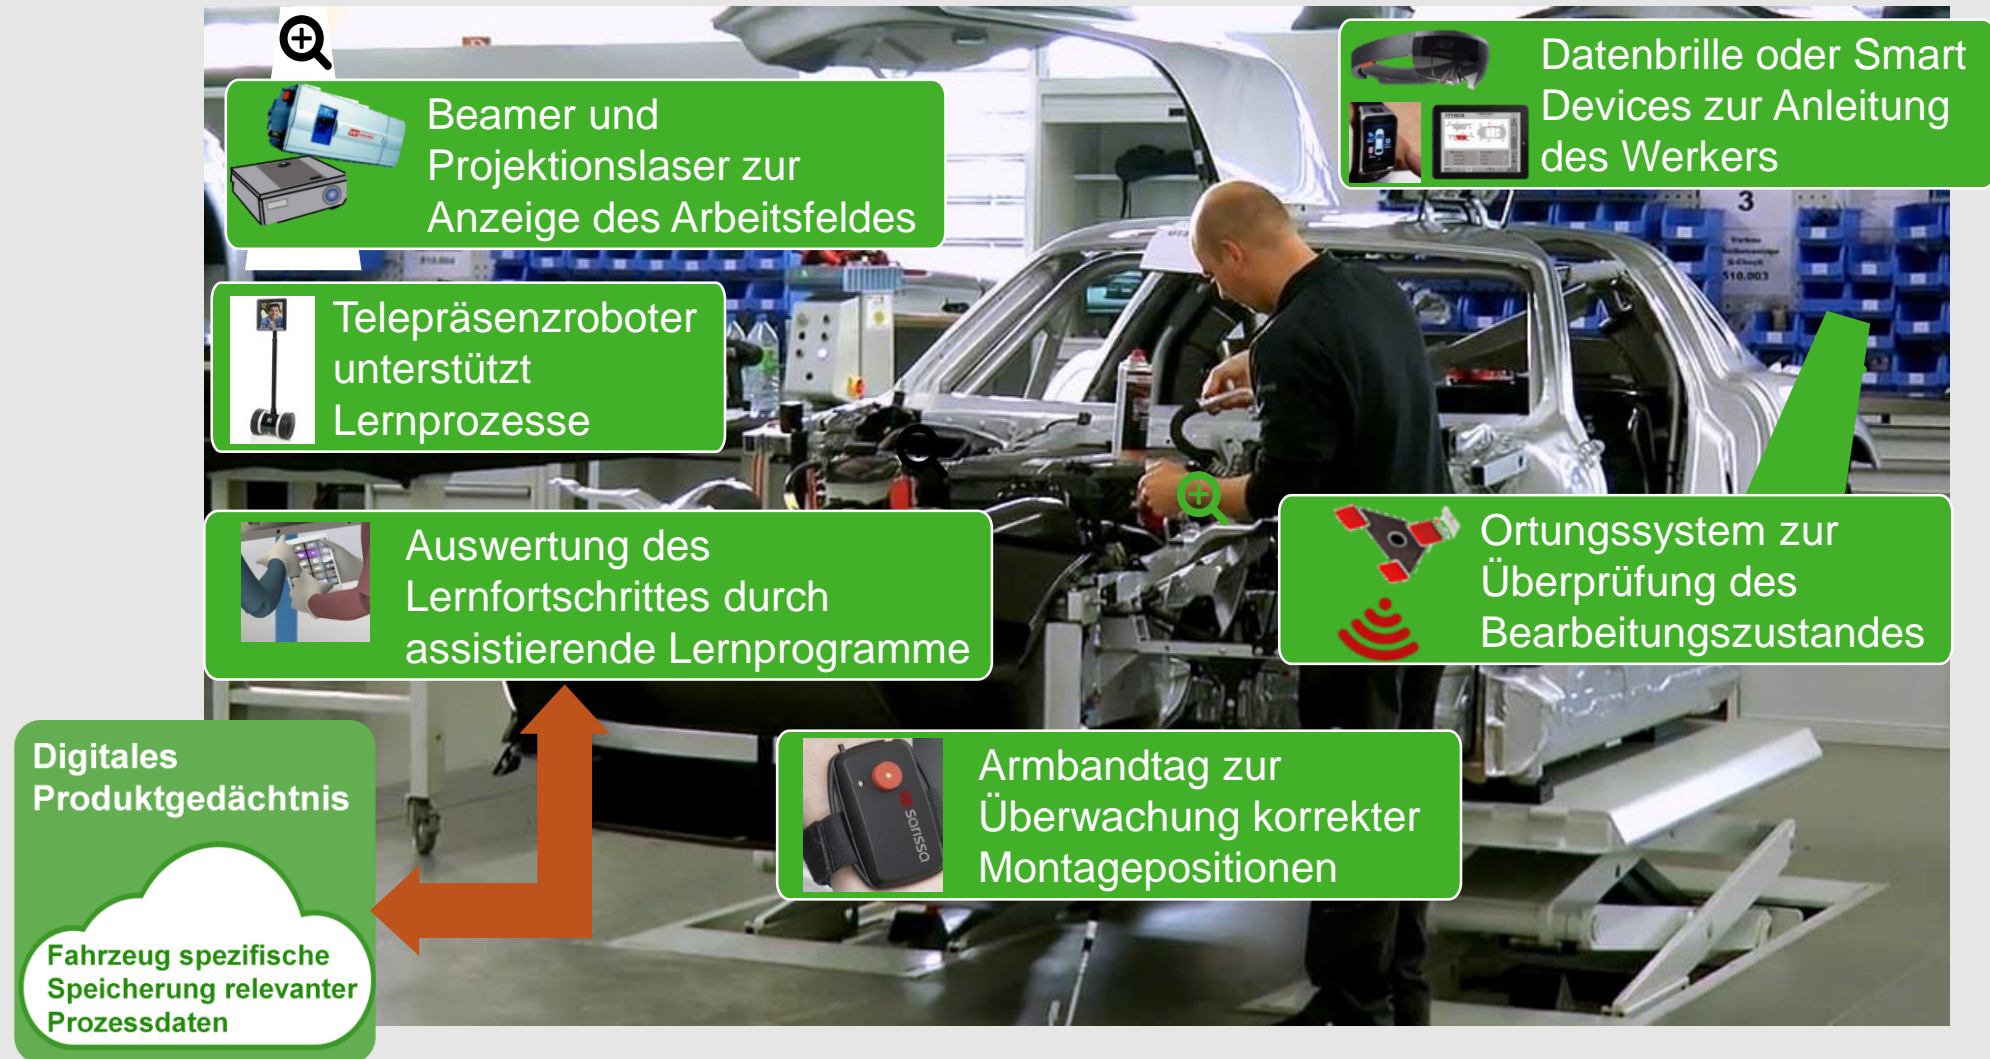 Beamer und
Projektionslaser zur
Anzeige des Arbeitsfeldes
Datenbrille oder Smart
Devices zur Anleitung
des Werkers
3
510.003
Telepräsenzroboter
unterstützt
Lernprozesse
Auswertung des
Lernfortschrittes durch
assistierende Lernprogramme
Ortungssystem zur
Überprüfung des
Bearbeitungszustandes
Armbandtag zur
Überwachung korrekter
Montagepositionen
sarissa
Digitales
Produktgedächtnis
Fahrzeug spezifische
Speicherung relevanter
Prozessdaten